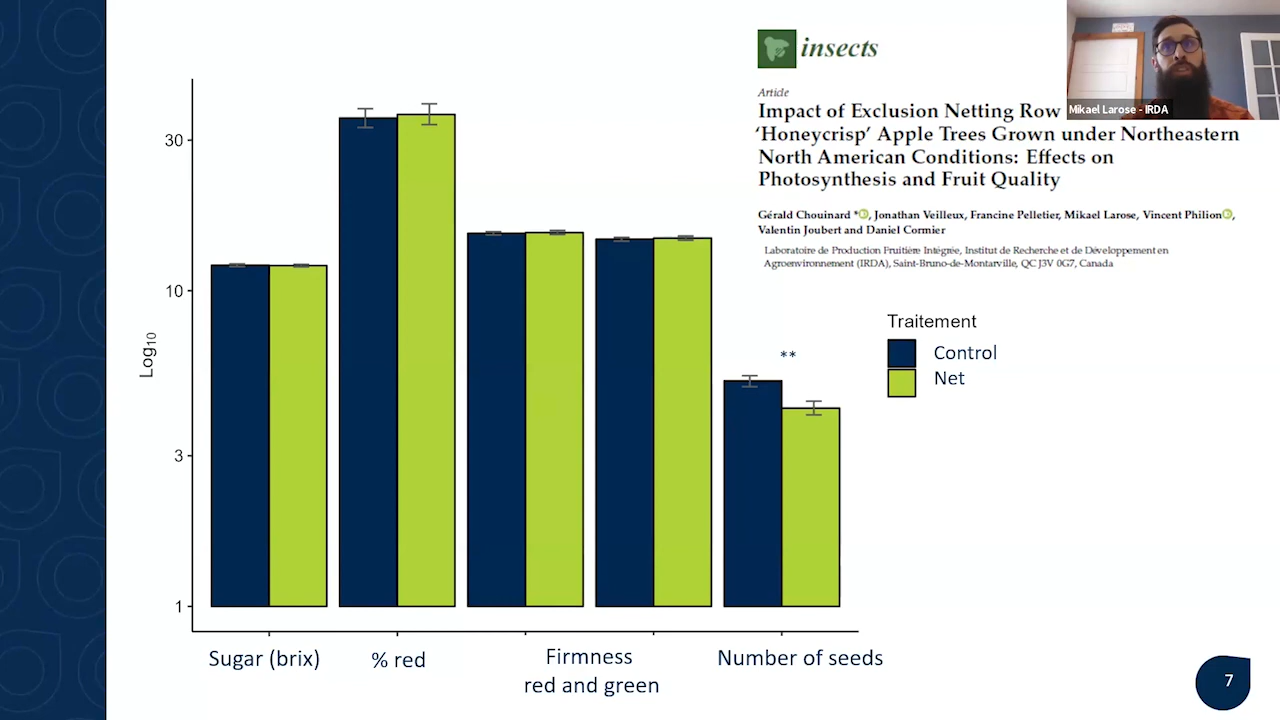 insects
Article
Impact of Exclusion Netting Row
‘Honeycrisp’ Apple Trees Grown under Northeastern
North American Conditions: Effects on
Photosynthesis and Fruit Quality
Gérald Chouinard *, Jonathan Veilleux, Francine Pelletier, Mikael Larose, Vincent Philion,
Valentin Joubert and Daniel Cormier
Laboratoire de Production Fruitière Intégrée, Institut de Recherche et de Développement en
Agroenvironnement (IRDA), Saint-Bruno-de-Montarville, QC J3V 0G7, Canada
Mikael Larose - IRDA
30
10
3
1
Log10
**
Traitement
Control
Net
Sugar (brix)
% red
Firmness
red and green
Number of seeds
7